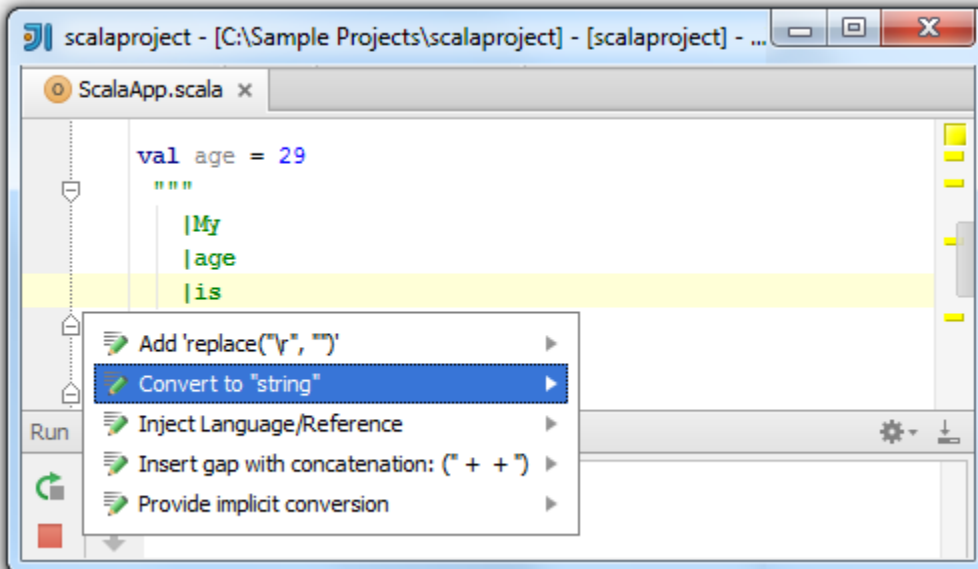 scalaproject - [C:\Sample Projects\scalaproject] - [scalaproject] - ...
ScalaApp.scala
val age = 29
"""
|My
|age
|is
Add 'replace("\r", "")'
Convert to "string"
Inject Language/Reference
Insert gap with concatenation: (" + + ")
Provide implicit conversion
Run